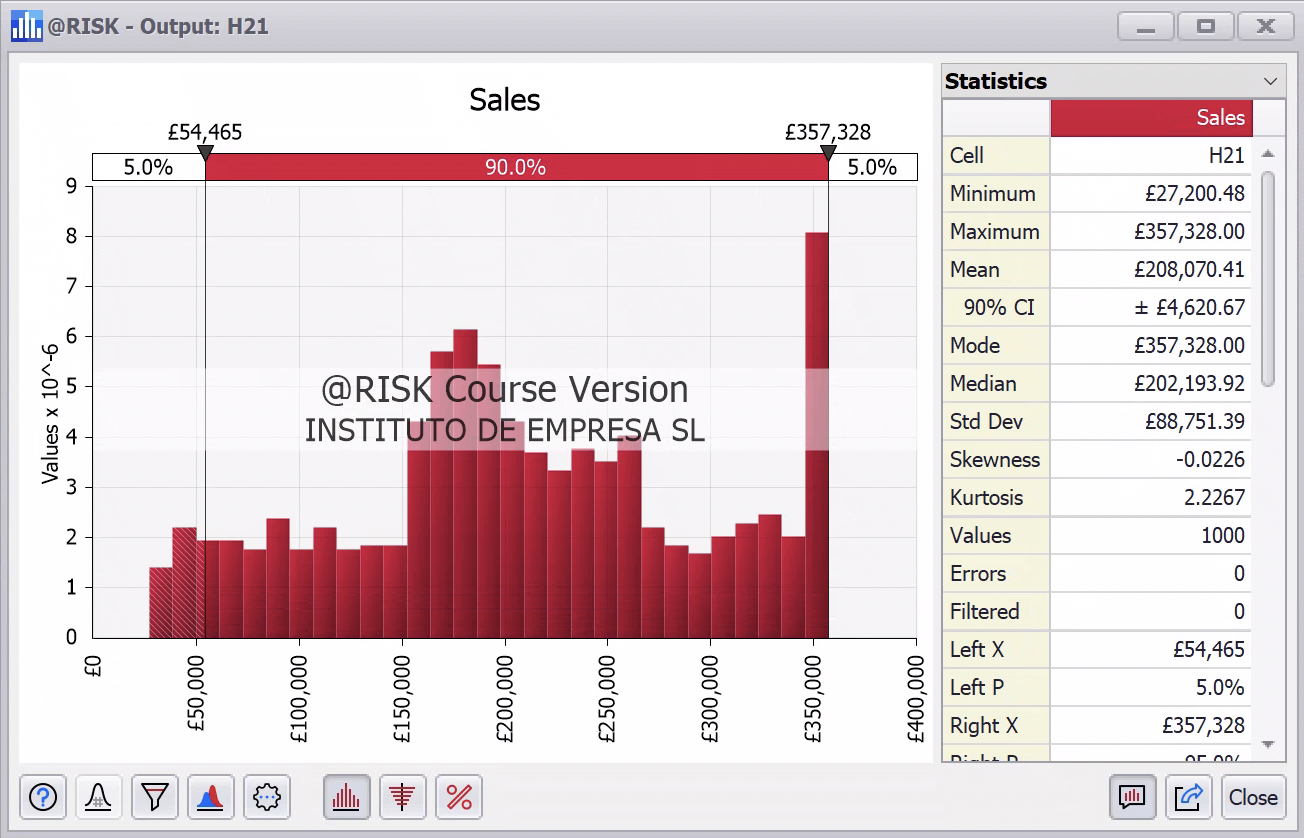 @RISK - Output: H21
Sales
£54,465 £357,328
5.0% 90.0% 5.0%
9
8
7
6
5
4
3
2
1
0
Values x 10^-6
@RISK Course Version
INSTITUTO DE EMPRESA SL
£0 £50,000 £100,000 £150,000 £200,000 £250,000 £300,000 £350,000 £400,000
Statistics
Sales
Cell H21
Minimum £27,200.48
Maximum £357,328.00
Mean £208,070.41
90% CI ± £4,620.67
Mode £357,328.00
Median £202,193.92
Std Dev £88,751.39
Skewness -0.0226
Kurtosis 2.2267
Values 1000
Errors 0
Filtered 0
Left X £54,465
Left P 5.0%
Right X £357,328
Right P 95.0%
Close